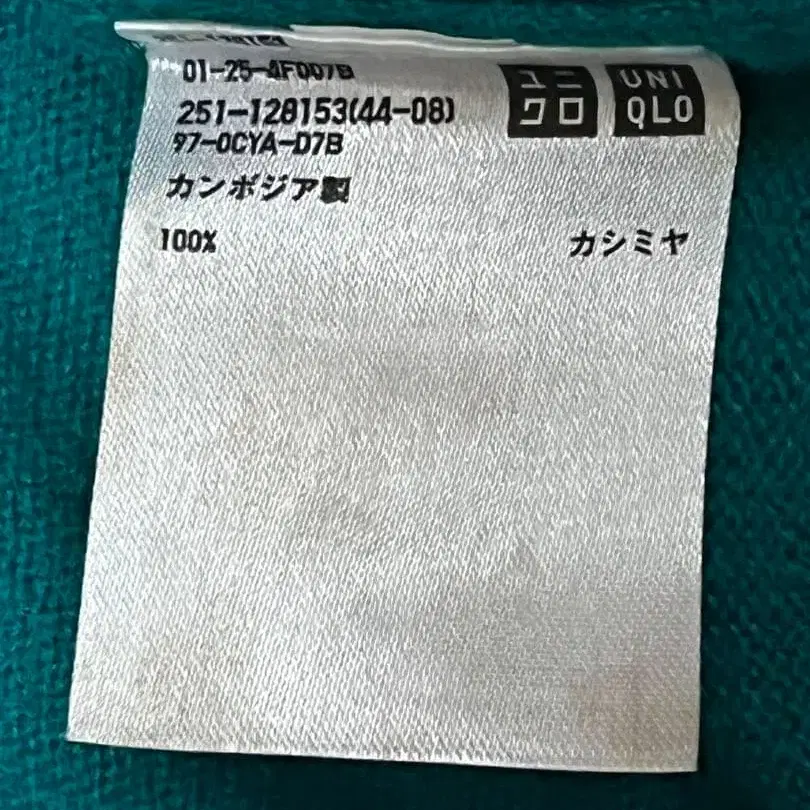 01-25-4F007B
251-128153(44-08)
97-0CYA-D7B
ユニ
クロ
UNI
QLO
カンボジア製
100% カシミヤ